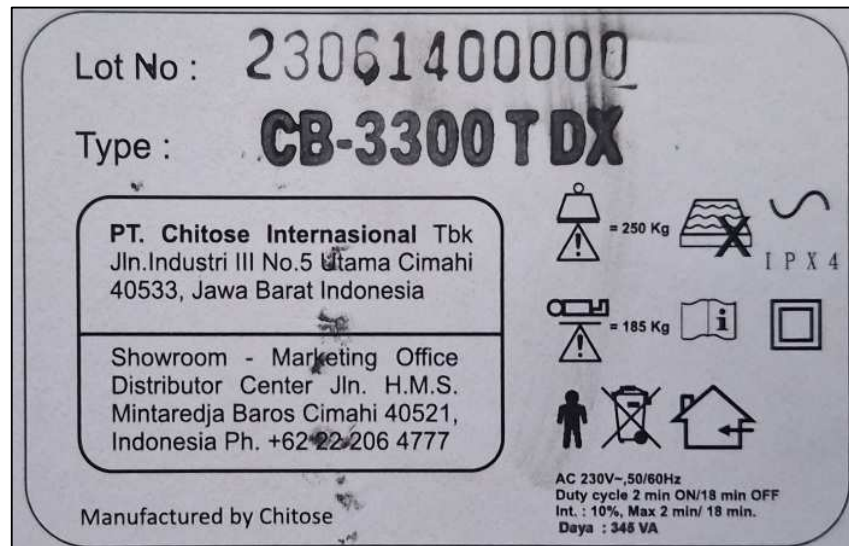 Lot No : 23061400000
Type : CB-3300 T DX
PT. Chitose Internasional Tbk
Jln.Industri III No.5 Utama Cimahi
40533, Jawa Barat Indonesia
Showroom - Marketing Office
Distributor Center Jln. H.M.S.
Mintaredja Baros Cimahi 40521,
Indonesia Ph. +62 22 206 4777
Manufactured by Chitose
= 250 Kg
IPX4
= 185 Kg
i
AC 230V~,50/60Hz
Duty cycle 2 min ON/18 min OFF
Int. : 10%, Max 2 min/ 18 min.
Daya : 345 VA